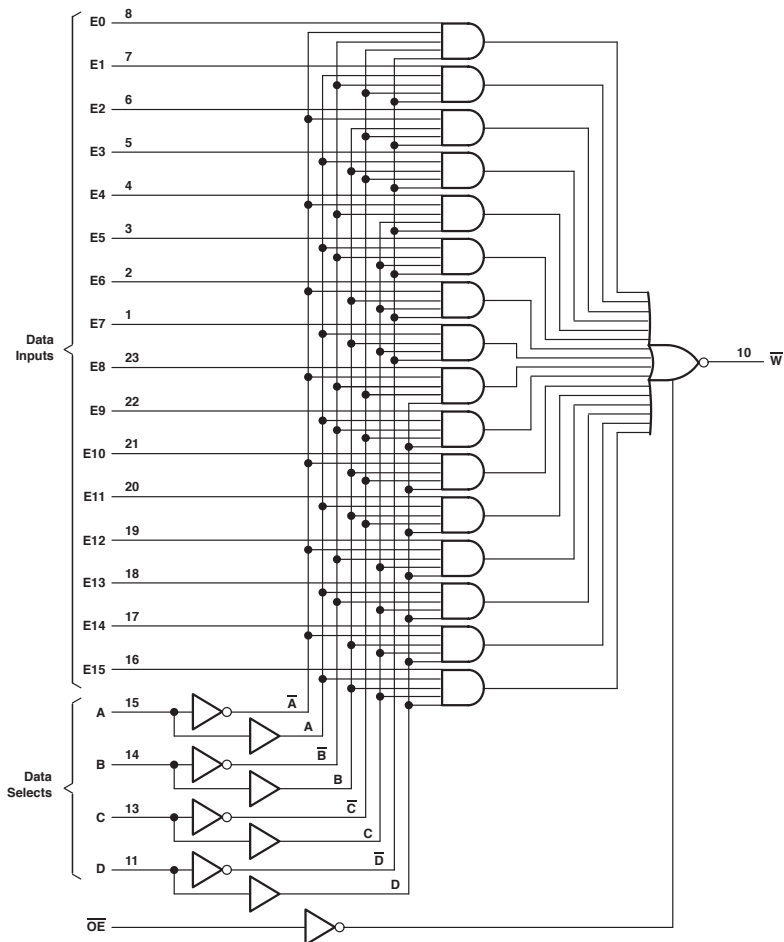 E0 8
E1 7
E2 6
E3 5
E4 4
E5 3
E6 2
E7 1
E8 23
E9 22
E10 21
E11 20
E12 19
E13 18
E14 17
E15 16
Data
Inputs
10 W̅
A 15
A̅
A
B 14
B̅
B
C 13
C̅
C
D 11
D̅
D
Data
Selects
O̅E̅